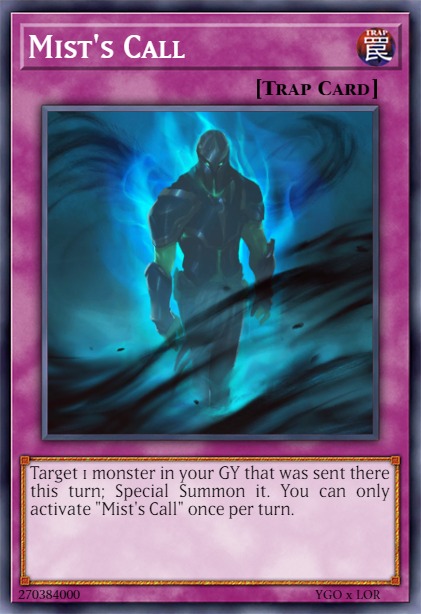 Mist's Call
TRAP
罠
[Trap Card]
Target 1 monster in your GY that was sent there
this turn; Special Summon it. You can only
activate "Mist's Call" once per turn.
270384000
YGO x LOR